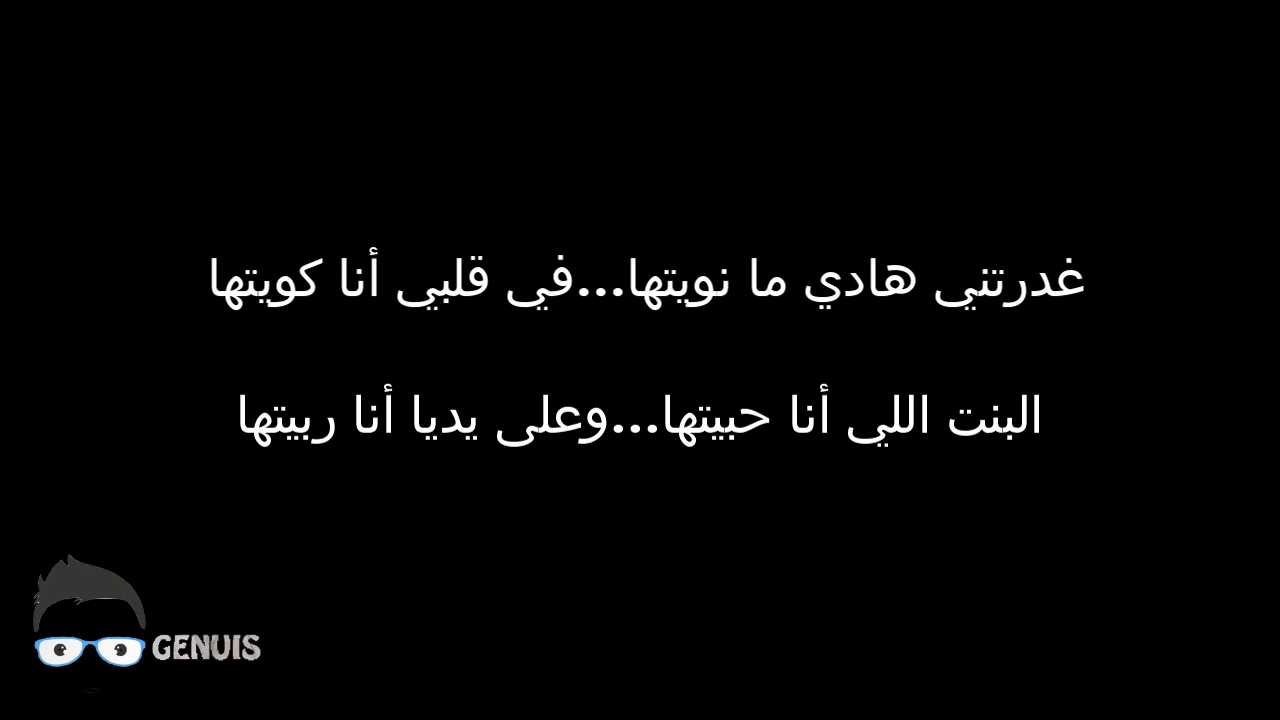 غدرتني هادي ما نويتها...في قلبي أنا كويتها
البنت اللي أنا حبيتها...وعلى يديا أنا ربيتها
GENUIS